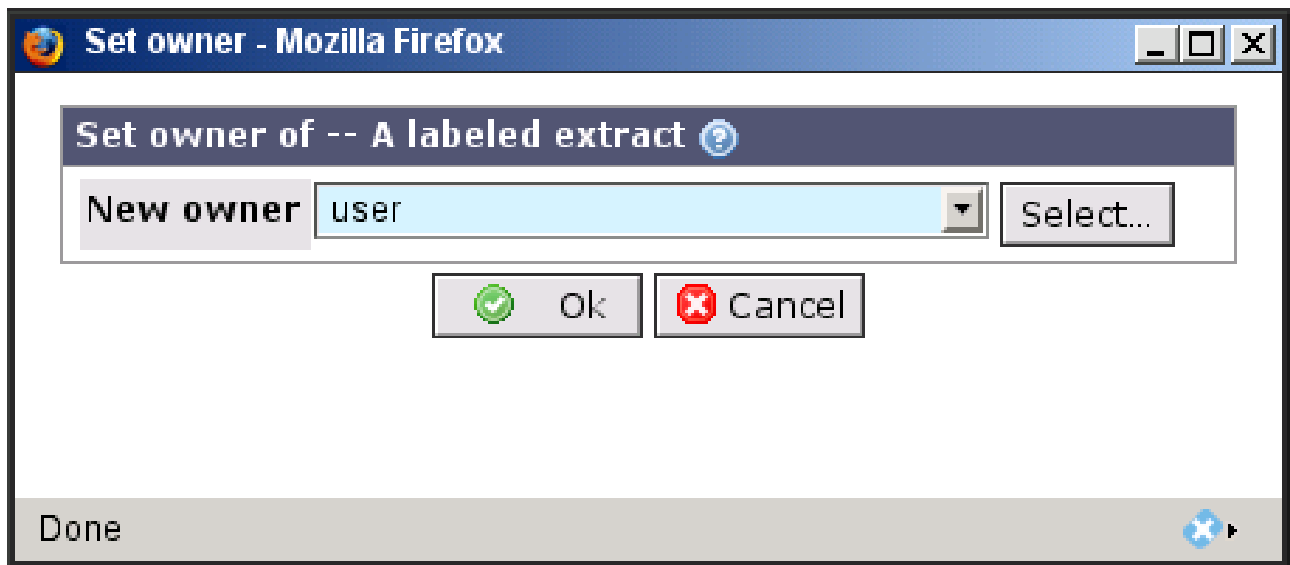 Set owner - Mozilla Firefox
Set owner of -- A labeled extract
New owner user Select...
Ok Cancel
Done